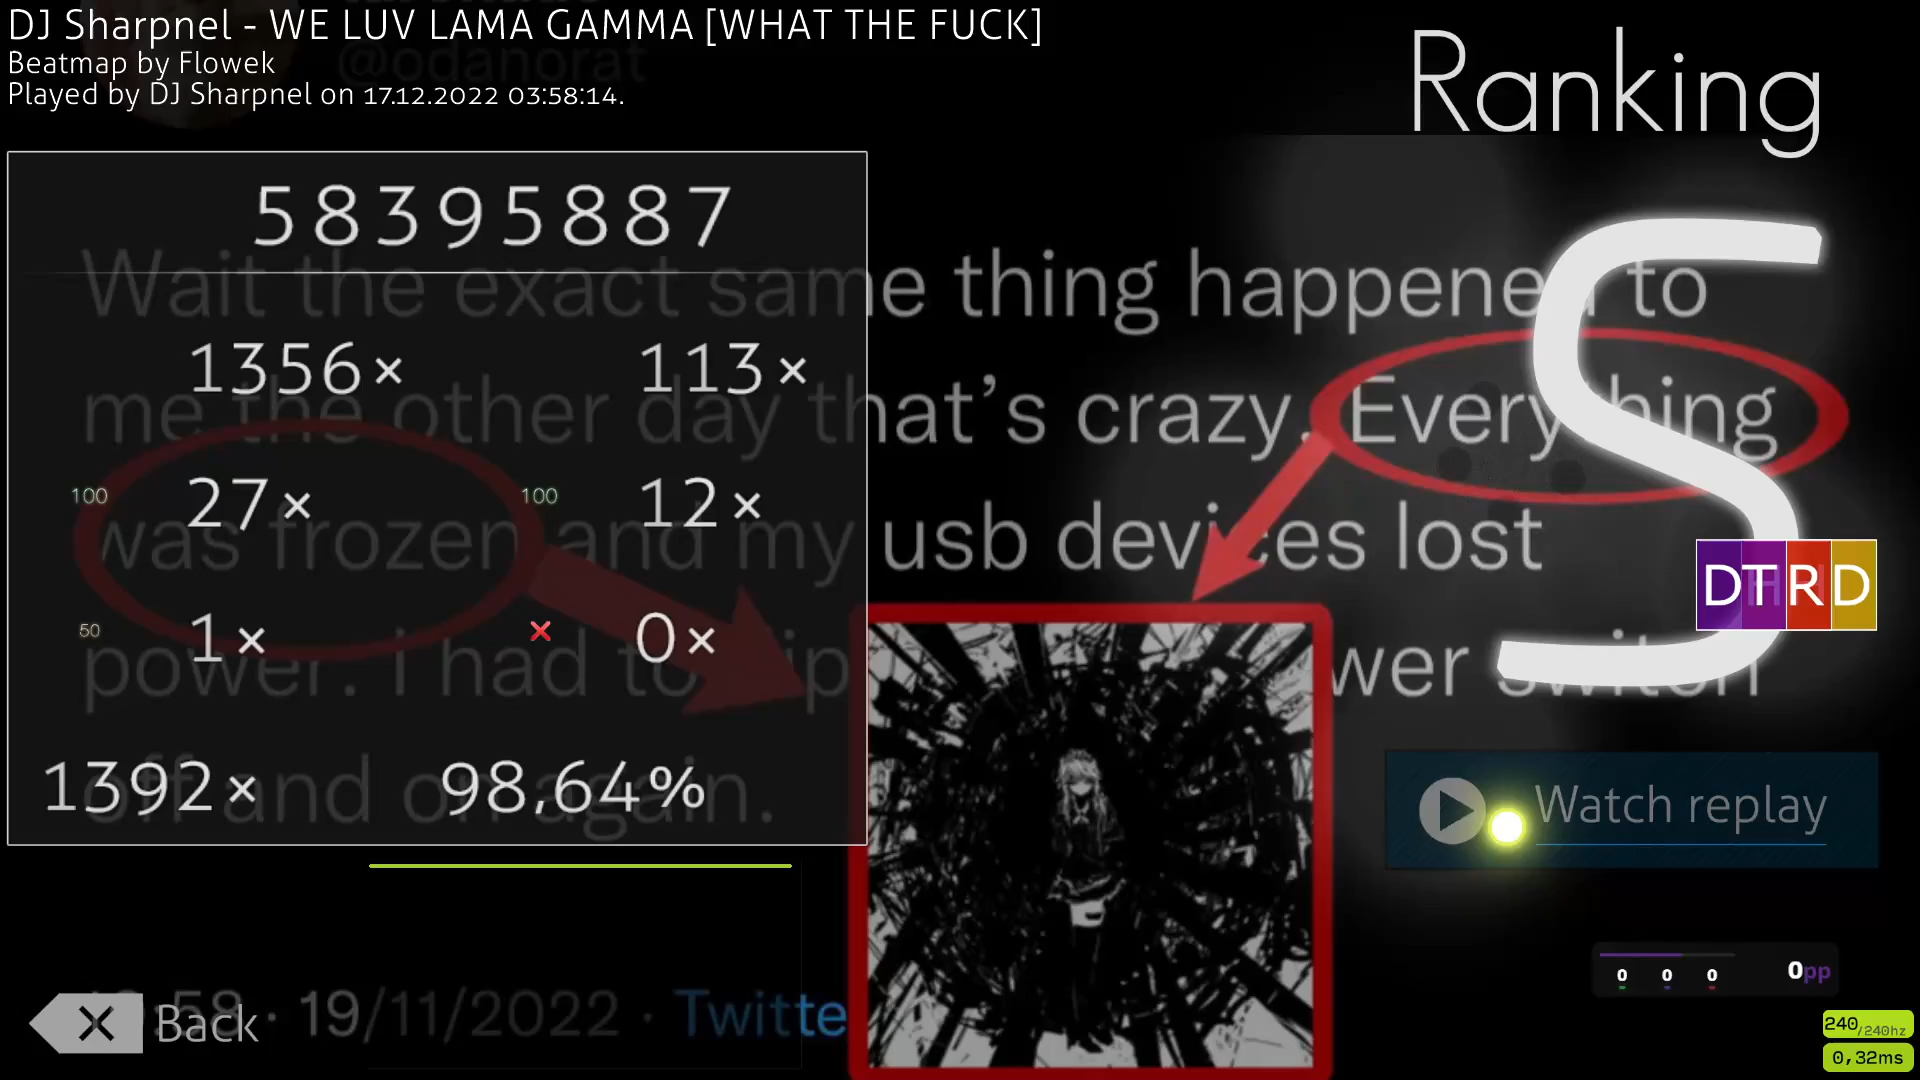 DJ Sharpnel - WE LUV LAMA GAMMA [WHAT THE FUCK]
Beatmap by Flowek
@odanorat
Played by DJ Sharpnel on 17.12.2022 03:58:14.
Ranking
58395887
Wait the exact same thing happened to
1356× 113×
me the other day that's crazy. Everything
100 27× 100 12×
was frozen and my usb devices lost
DT R D
50 1× 0×
power. i had to power switch
1392× 98,64%
off and on again.
Watch replay
0 0 0 0pp
58 · 19/11/2022 · Twitte
Back
240/240hz
0,32ms